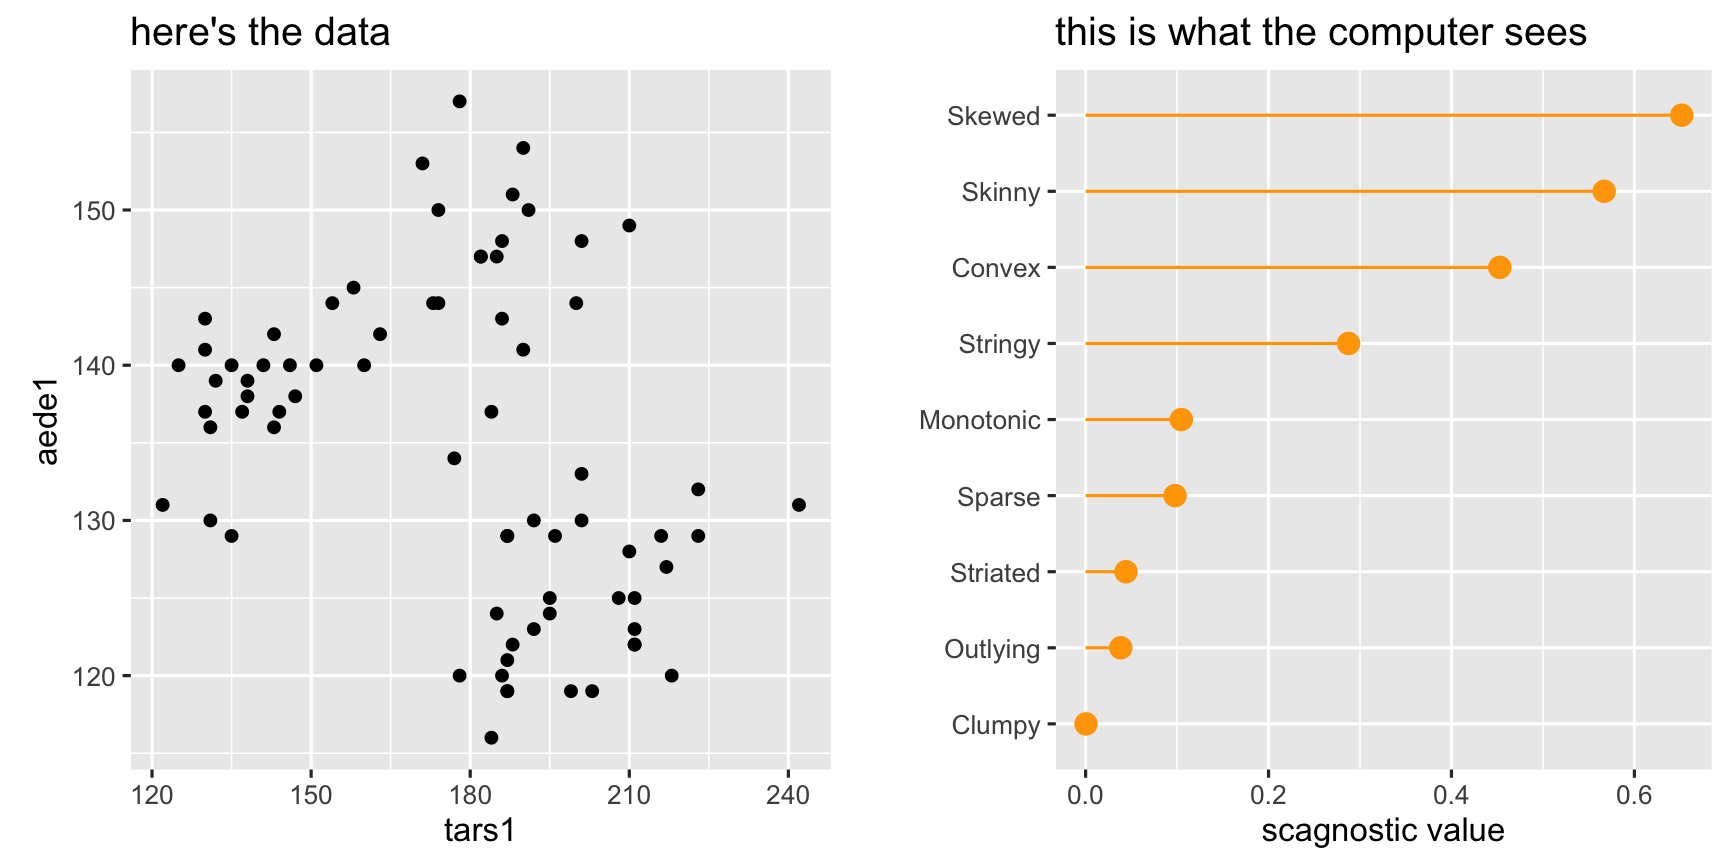 here's the data
150
140
130
120
aede1
120 150 180 210 240
tars1
this is what the computer sees
Skewed
Skinny
Convex
Stringy
Monotonic
Sparse
Striated
Outlying
Clumpy
0.0 0.2 0.4 0.6
scagnostic value